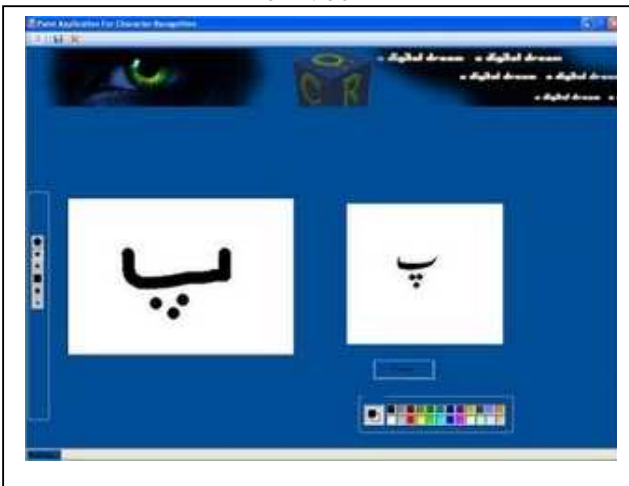 Paint Application For Character Recognition
a digital dream a digital dream
a digital dream a digital dream
a digital dream
O C R
پ پ